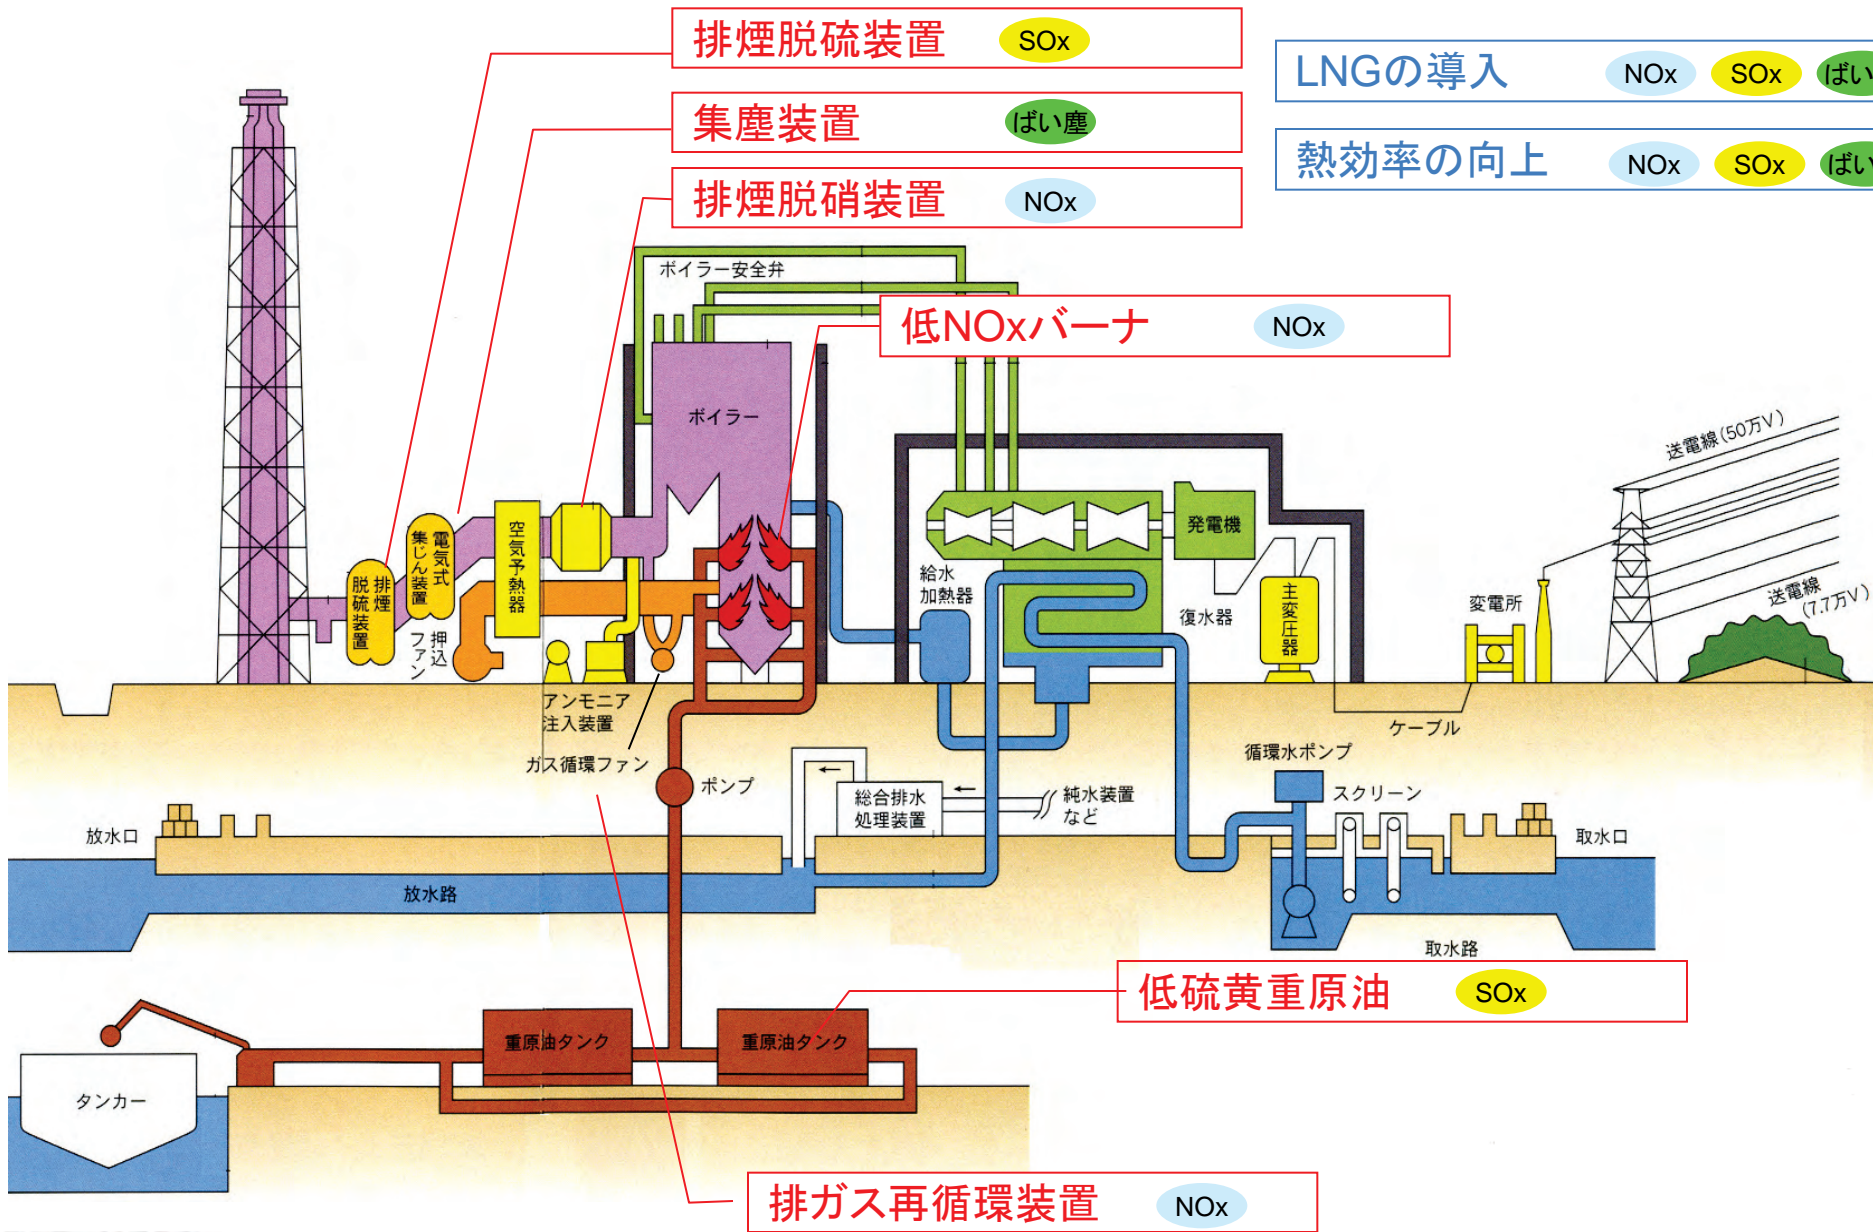 排煙脱硫装置 SOx
集塵装置 ばい塵
排煙脱硝装置 NOx
LNGの導入 NOx SOx ばい
熱効率の向上 NOx SOx ばい
ボイラー安全弁
低NOxバーナ NOx
ボイラー
送電線(50万V)
送電線
(7.7万V)
空気予熱器
電気式
集じん装置
排煙
脱硫装置
押込
ファン
発電機
給水
加熱器
復水器
主変圧器
変電所
アンモニア
注入装置
ガス循環ファン
ケーブル
循環水ポンプ
ポンプ
総合排水
処理装置
純水装置
など
スクリーン
放水口
取水口
放水路
取水路
低硫黄重原油 SOx
重原油タンク
重原油タンク
タンカー
排ガス再循環装置 NOx